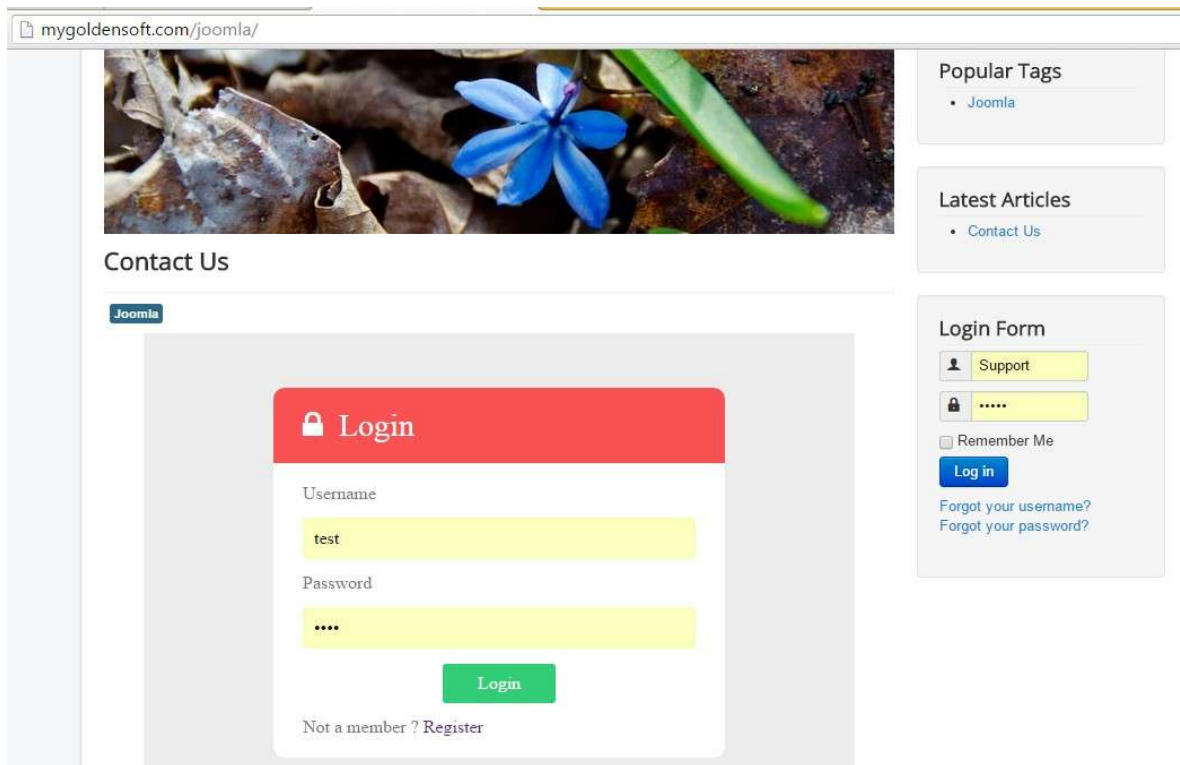 mygoldensoft.com/joomla/
Contact Us
Joomla
Login
Username
test
Password
••••
Login
Not a member ? Register
Popular Tags
• Joomla
Latest Articles
• Contact Us
Login Form
Support
•••••
Remember Me
Log in
Forgot your username?
Forgot your password?